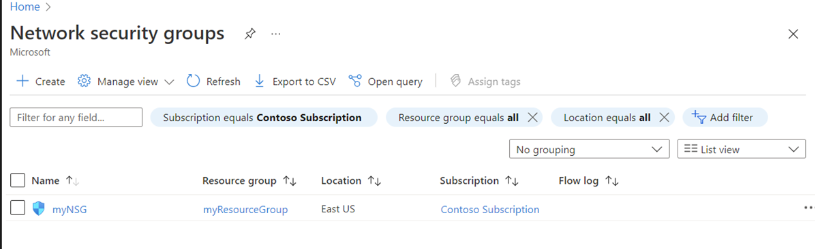 Home >
Network security groups
Microsoft
Create Manage view Refresh Export to CSV Open query Assign tags
Filter for any field... Subscription equals Contoso Subscription Resource group equals all Location equals all Add filter
No grouping List view
Name Resource group Location Subscription Flow log
myNSG myResourceGroup East US Contoso Subscription